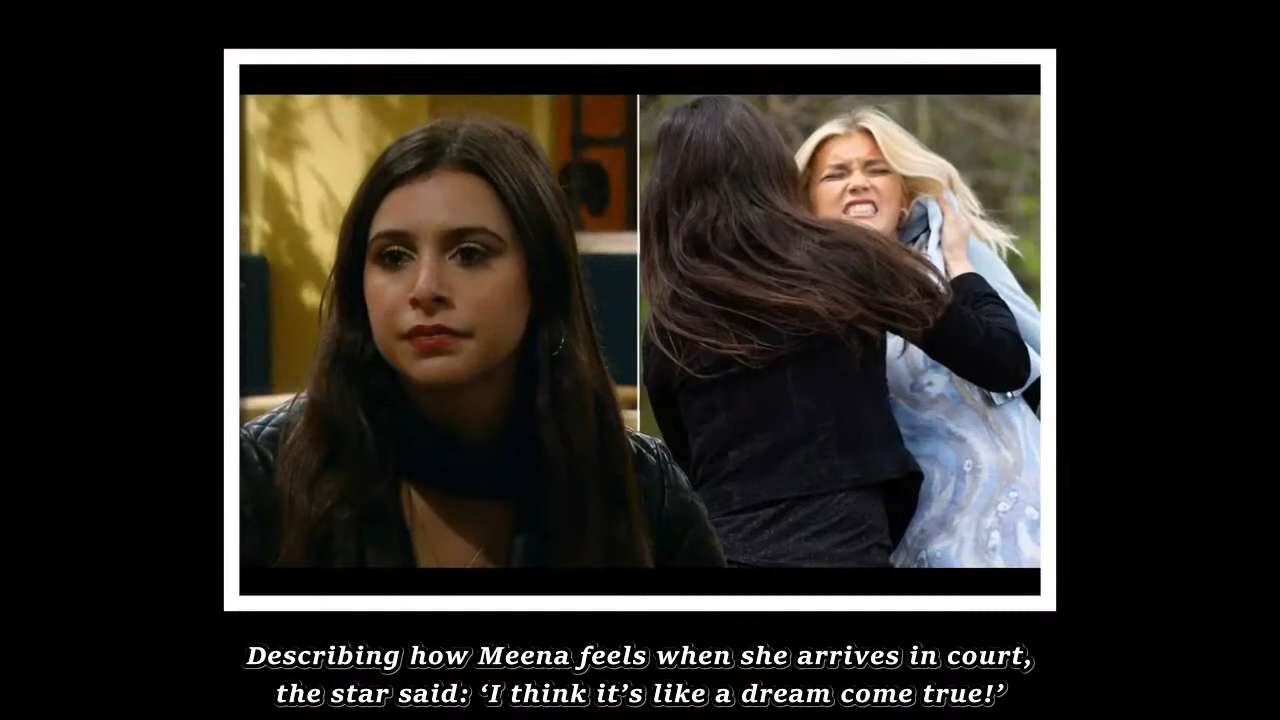 Describing how Meena feels when she arrives in court,
the star said: ‘I think it’s like a dream come true!’